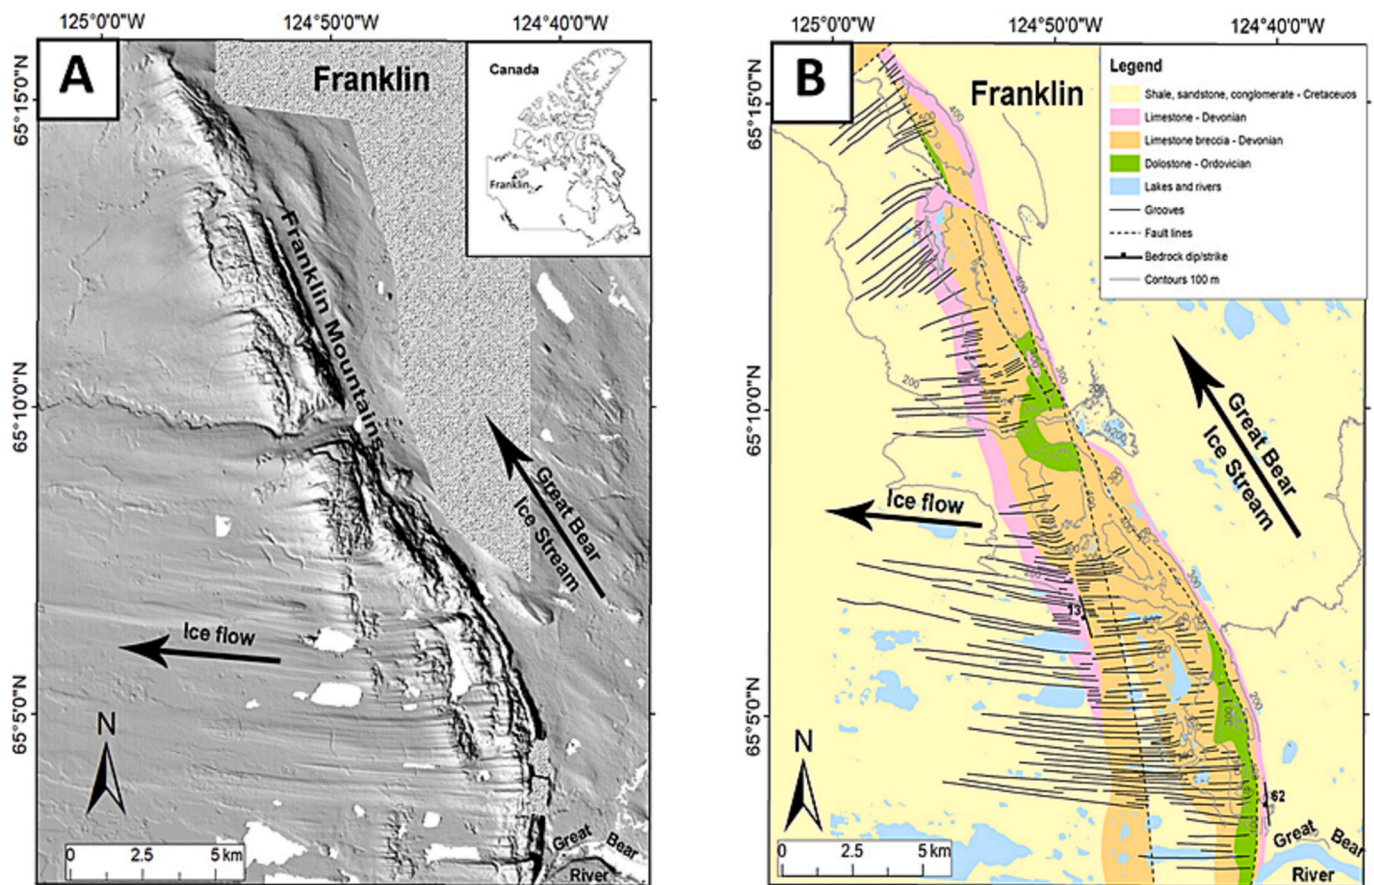 125°0'0"W
124°50'0"W
124°40'0"W
A
Franklin
Canada
Franklin
65°15'0"N
65°10'0"N
65°5'0"N
Franklin Mountains
Great Bear
Ice Stream
Ice flow
N
0 2.5 5 km
Great Bear
River
125°0'0"W
124°50'0"W
124°40'0"W
B
Franklin
Legend
Shale, sandstone, conglomerate - Cretaceuos
Limestone - Devonian
Limestone breccia - Devonian
Dolostone - Ordovician
Lakes and rivers
Grooves
Fault lines
Bedrock dip/strike
Contours 100 m
65°15'0"N
65°10'0"N
65°5'0"N
400
400
200
300
200
Great Bear
Ice Stream
Ice flow
300
13
200
62
N
0 2.5 5 km
Great Bear
River